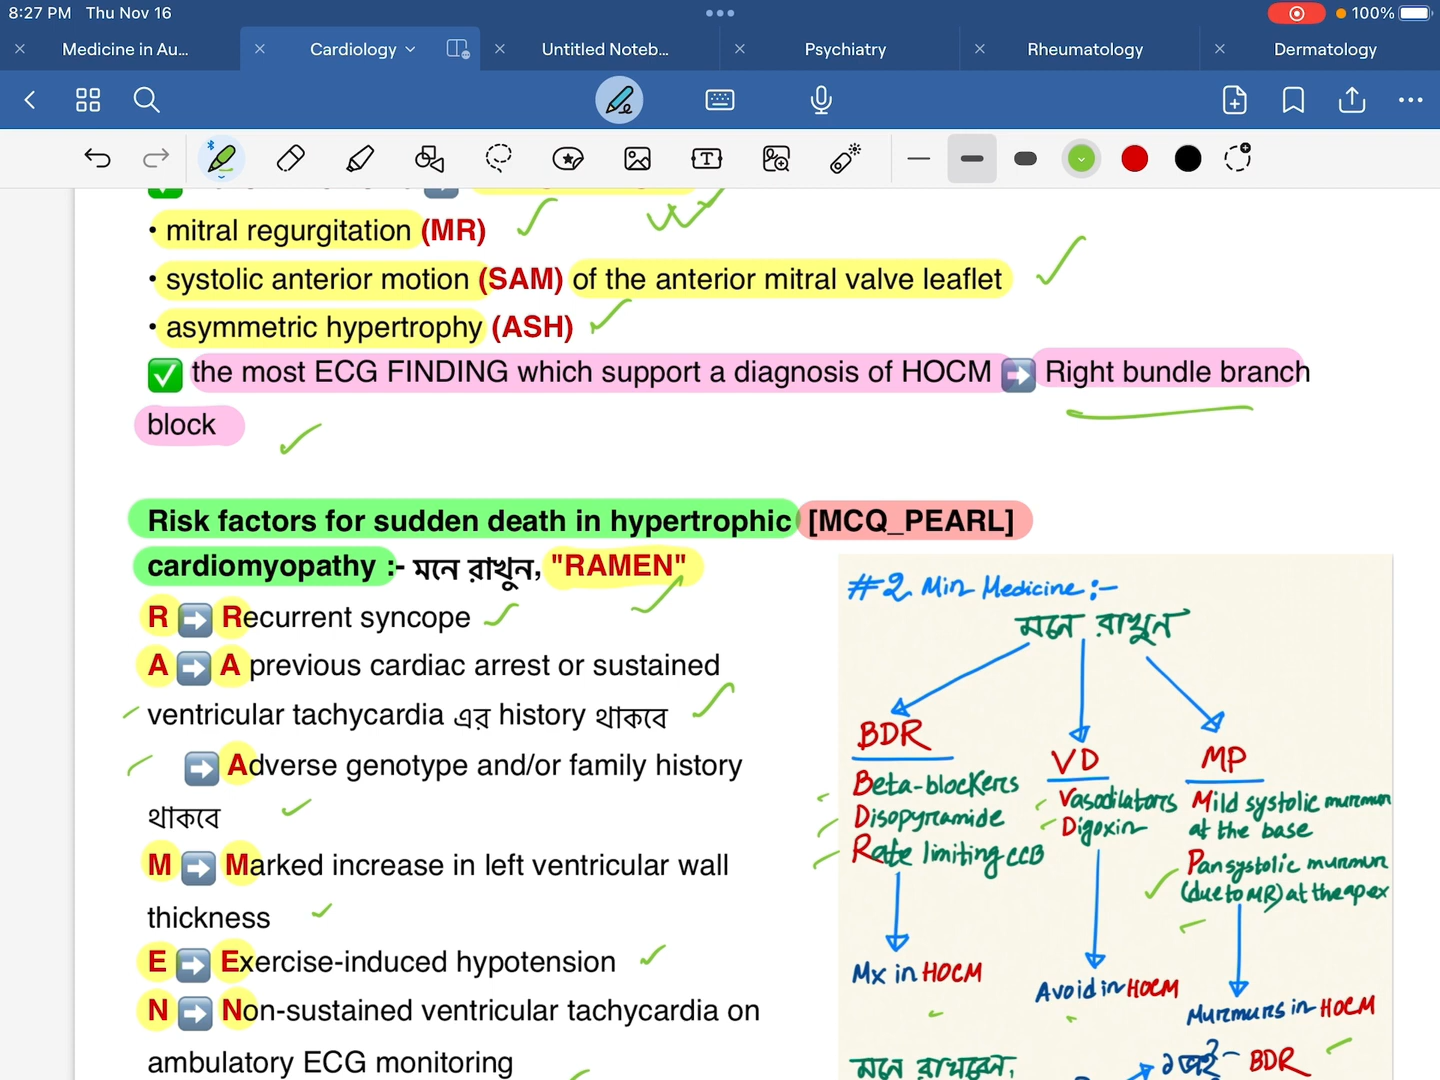 8:27 PM Thu Nov 16
100%
Medicine in Au...
Cardiology
Untitled Noteb...
Psychiatry
Rheumatology
Dermatology
• mitral regurgitation (MR)
• systolic anterior motion (SAM) of the anterior mitral valve leaflet
• asymmetric hypertrophy (ASH)
✅ the most ECG FINDING which support a diagnosis of HOCM ➡️ Right bundle branch
block
Risk factors for sudden death in hypertrophic [MCQ_PEARL]
cardiomyopathy :- মনে রাখুন, "RAMEN"
R ➡️ Recurrent syncope
A ➡️ A previous cardiac arrest or sustained
ventricular tachycardia এর history থাকবে
➡️ Adverse genotype and/or family history
থাকবে
M ➡️ Marked increase in left ventricular wall
thickness
E ➡️ Exercise-induced hypotension
N ➡️ Non-sustained ventricular tachycardia on
ambulatory ECG monitoring
#2 Min Medicine :-
মনে রাখুন
BDR
Beta-blockers
Disopyramide
Rate limiting CCB
Mx in HOCM
VD
Vasodilators
Digoxin
Avoid in HOCM
MP
Mild systolic murmur
at the base
Pansystolic murmur
(due to MR) at the apex
Murmurs in HOCM
মনে রাখবেন,
BDR